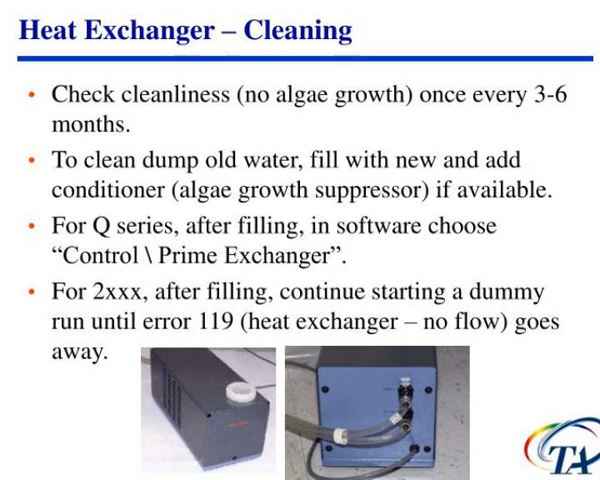 Heat Exchanger – Cleaning
• Check cleanliness (no algae growth) once every 3-6
months.
• To clean dump old water, fill with new and add
conditioner (algae growth suppressor) if available.
• For Q series, after filling, in software choose
“Control \ Prime Exchanger”.
• For 2xxx, after filling, continue starting a dummy
run until error 119 (heat exchanger – no flow) goes
away.
TA